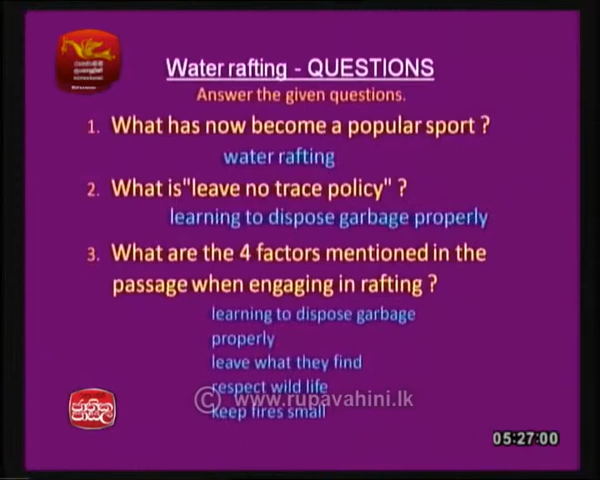 Water rafting - QUESTIONS
Answer the given questions.
1. What has now become a popular sport ?
water rafting
2. What is"leave no trace policy" ?
learning to dispose garbage properly
3. What are the 4 factors mentioned in the
passage when engaging in rafting ?
learning to dispose garbage
properly
leave what they find
respect wild life
© www.rupavahini.lk
keep fires small
ජාතික
පාසල
05:27:00